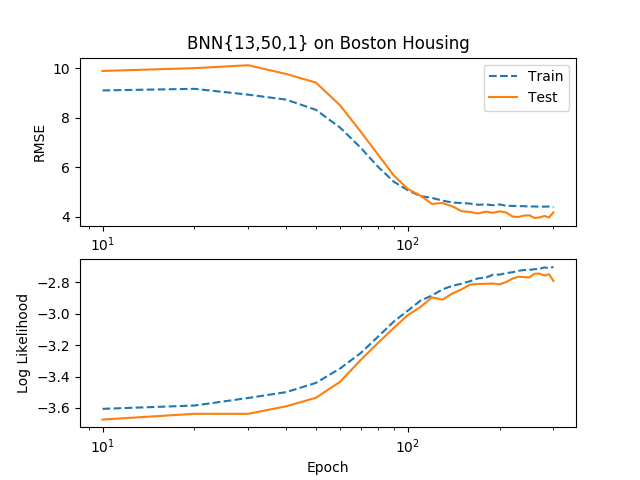 BNN{13,50,1} on Boston Housing
10
8
6
4
RMSE
Train
Test
10¹
10²
−2.8
−3.0
−3.2
−3.4
−3.6
Log Likelihood
10¹
10²
Epoch